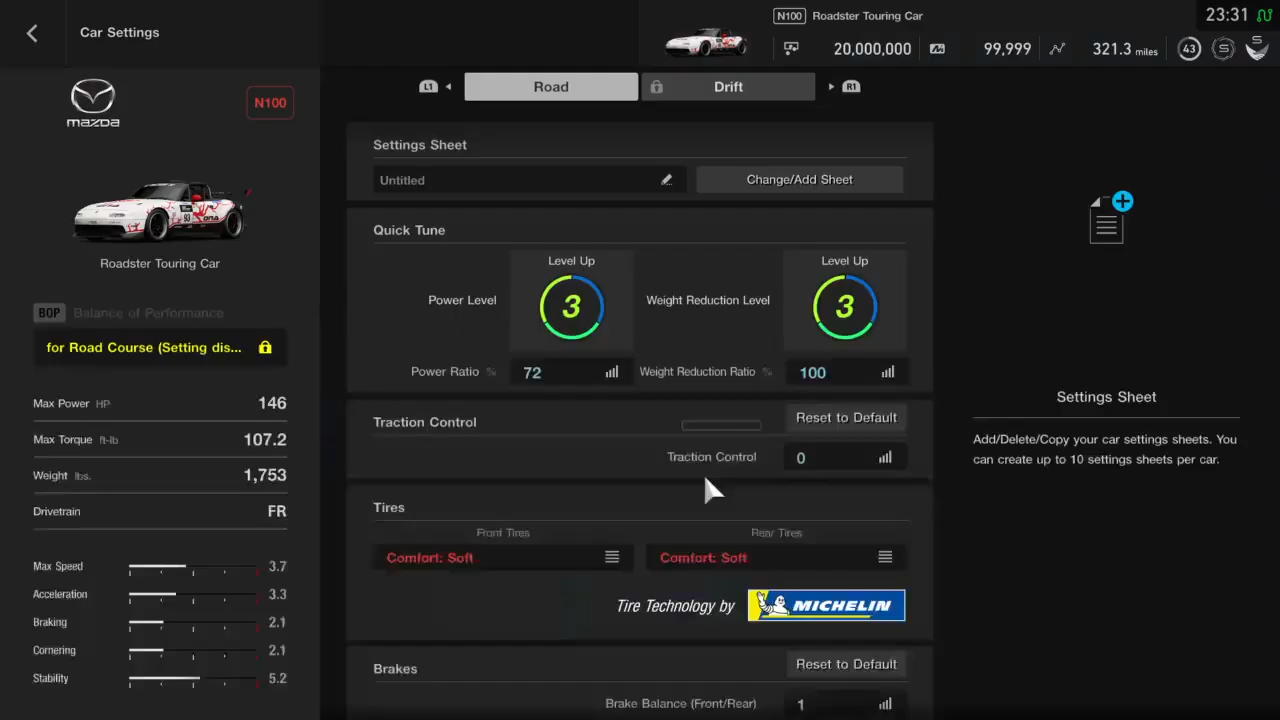 Car Settings
N100 Roadster Touring Car
23:31
20,000,000 99,999 321.3 miles 43 S S
mazda
N100
Roadster Touring Car
BOP Balance of Performance
for Road Course (Setting dis...
Max Power HP 146
Max Torque ft-lb 107.2
Weight lbs. 1,753
Drivetrain FR
Max Speed 3.7
Acceleration 3.3
Braking 2.1
Cornering 2.1
Stability 5.2
L1 Road Drift R1
Settings Sheet
Untitled Change/Add Sheet
Quick Tune
Level Up Level Up
Power Level 3 Weight Reduction Level 3
Power Ratio % 72 Weight Reduction Ratio % 100
Traction Control Reset to Default
Traction Control 0
Tires
Front Tires Rear Tires
Comfort: Soft Comfort: Soft
Tire Technology by MICHELIN
Brakes Reset to Default
Brake Balance (Front/Rear) 1
Settings Sheet
Add/Delete/Copy your car settings sheets. You
can create up to 10 settings sheets per car.